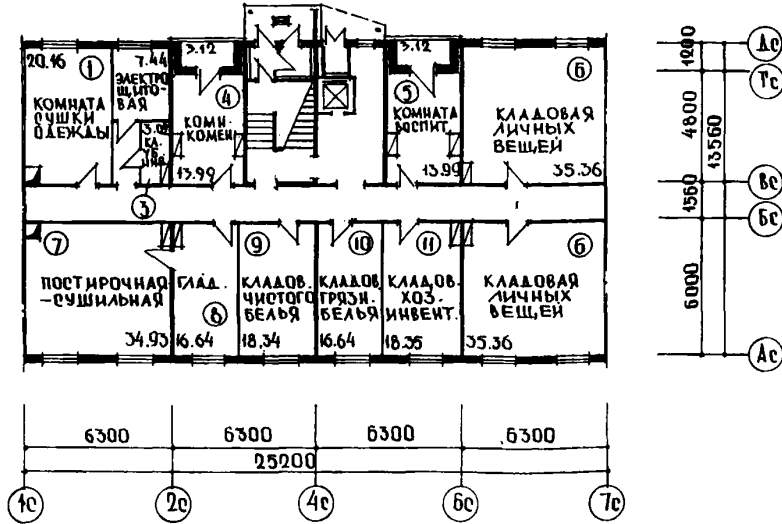 20.16
1
7.44
ЭЛЕКТРО
ЩИТО-
ВАЯ
КОМНАТА
СУШКИ
ОДЕЖДЫ
3
3.12
4
КОМН.
КОМЕН.
13.99
3.12
5
КОМНАТА
ВОСПИТ.
13.99
6
КЛАДОВАЯ
ЛИЧНЫХ
ВЕЩЕЙ
35.36
7
ПОСТИРОЧНАЯ
-СУШИЛЬНАЯ
34.93
ГЛАД.
8
16.64
9
КЛАДОВ.
ЧИСТОГО
БЕЛЬЯ
18.34
10
КЛАДОВ.
ГРЯЗН.
БЕЛЬЯ
16.64
11
КЛАДОВ.
ХОЗ.
ИНВЕНТ.
18.35
6
КЛАДОВАЯ
ЛИЧНЫХ
ВЕЩЕЙ
35.36
1200
4800
1560
6000
13560
Дс
Гс
Вс
Бс
Ас
6300
6300
6300
6300
25200
1с
2с
4с
6с
7с